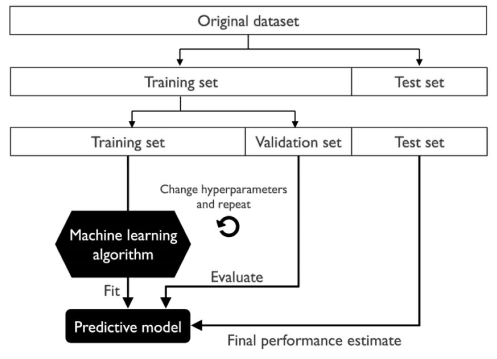 Original dataset
Training set
Test set
Training set
Validation set
Test set
Change hyperparameters
and repeat
Machine learning
algorithm
Evaluate
Fit
Predictive model
Final performance estimate